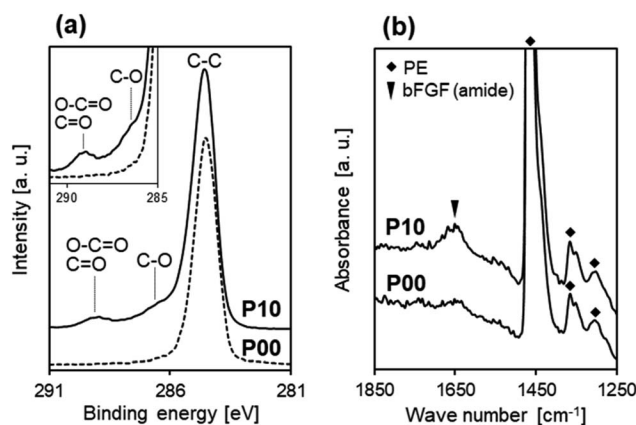 (a)
C-C
C-O
O-C=O
C=O
290
285
O-C=O
C=O
C-O
P10
P00
Intensity [a. u.]
291
286
281
Binding energy [eV]
(b)
PE
bFGF (amide)
P10
P00
Absorbance [a. u.]
1850
1650
1450
1250
Wave number [cm-1]